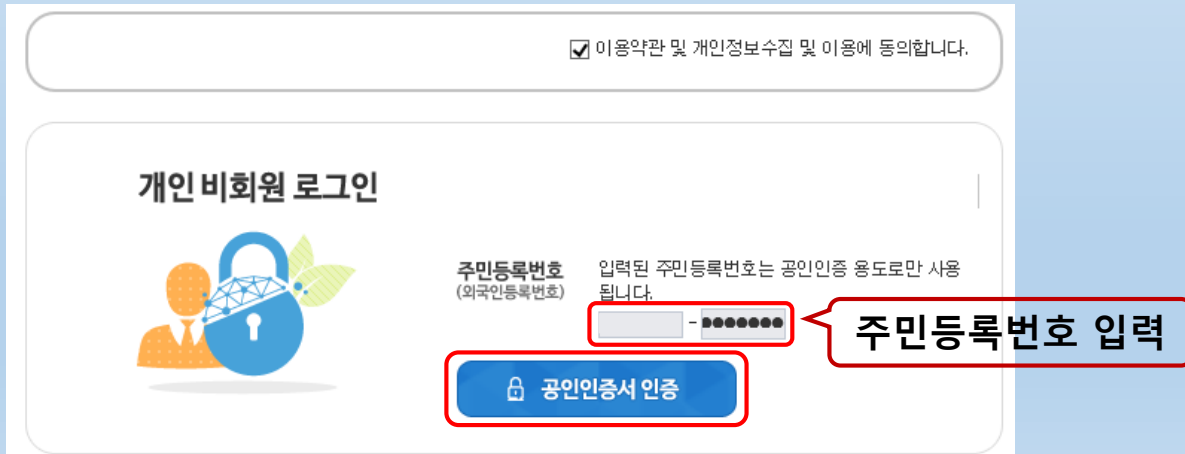 이용약관 및 개인정보수집 및 이용에 동의합니다.
개인 비회원 로그인
주민등록번호
(외국인등록번호)
입력된 주민등록번호는 공인인증 용도로만 사용
됩니다.
- ●●●●●●●
주민등록번호 입력
공인인증서 인증